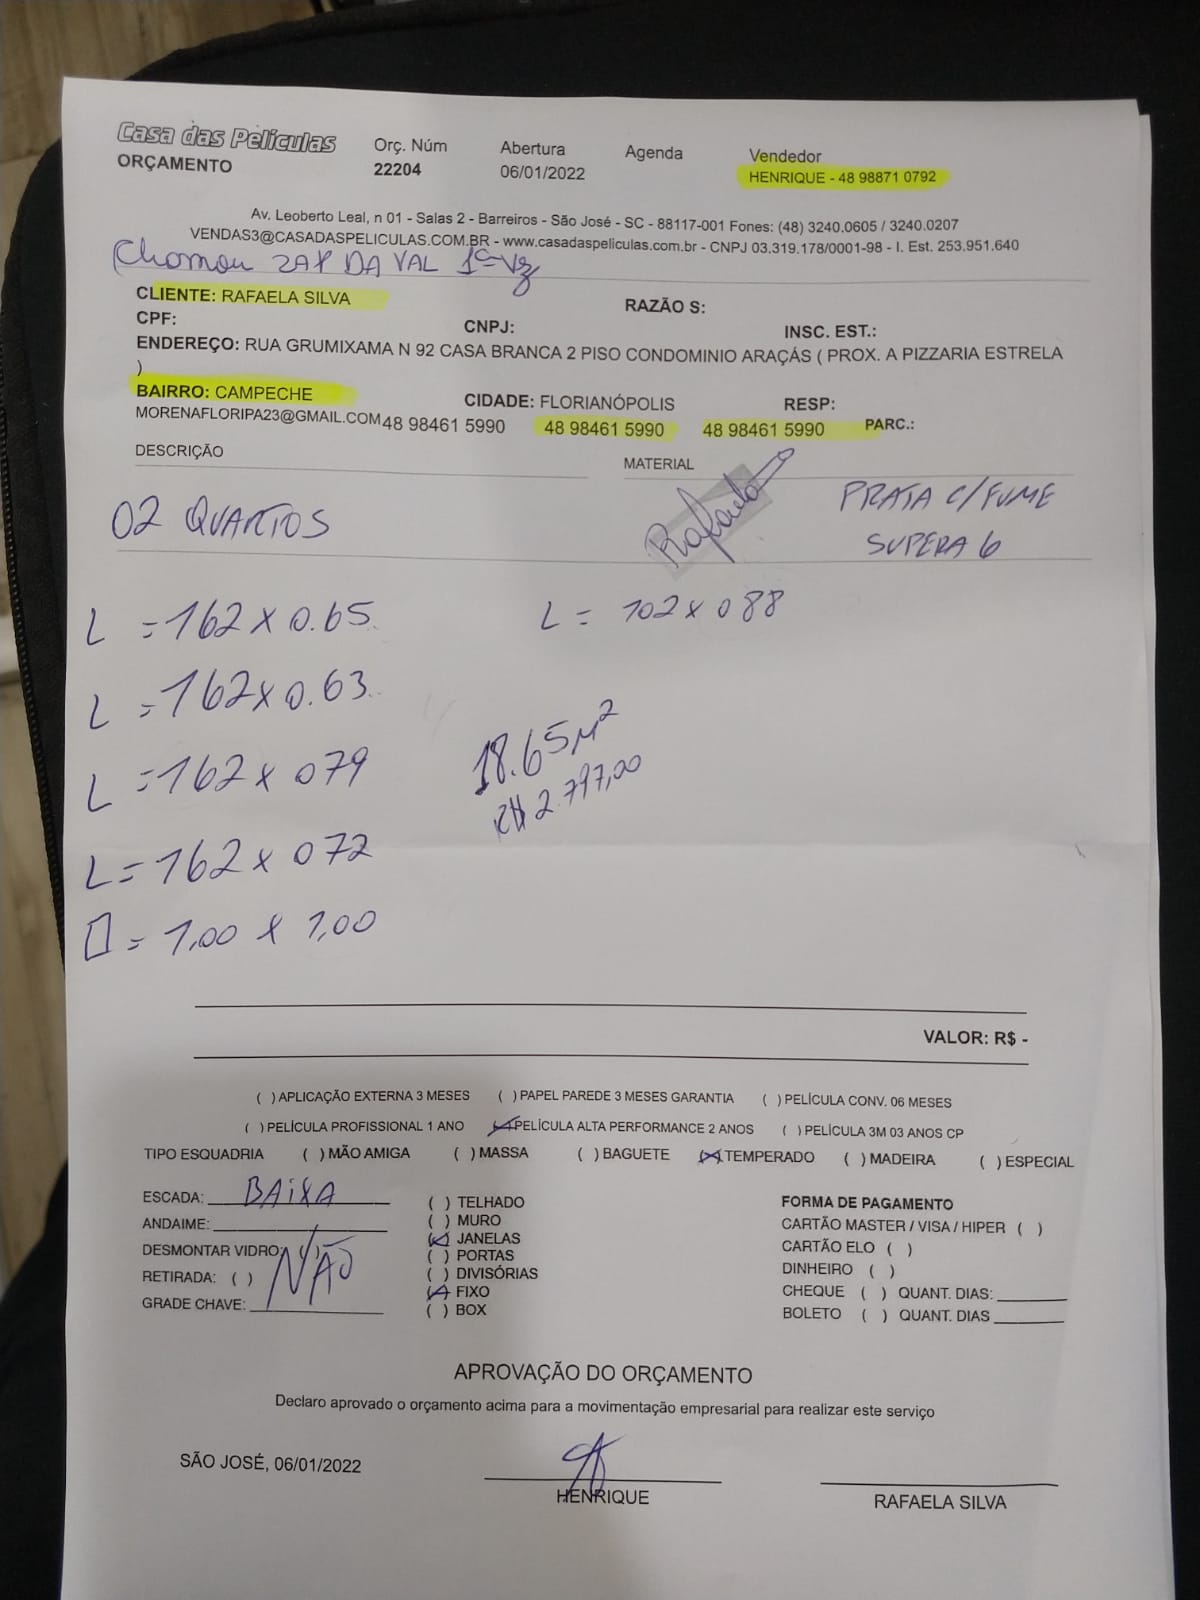 Casa das Películas
ORÇAMENTO
Orç. Núm
22204
Abertura
06/01/2022
Agenda
Vendedor
HENRIQUE - 48 98871 0792
Av. Leoberto Leal, n 01 - Salas 2 - Barreiros - São José - SC - 88117-001 Fones: (48) 3240.0605 / 3240.0207
VENDAS3@CASADASPELICULAS.COM.BR - www.casadaspeliculas.com.br - CNPJ 03.319.178/0001-98 - I. Est. 253.951.640
Chamou ZAP DA VAL 1ª Vz
CLIENTE: RAFAELA SILVA RAZÃO S:
CPF: CNPJ: INSC. EST.:
ENDEREÇO: RUA GRUMIXAMA N 92 CASA BRANCA 2 PISO CONDOMINIO ARAÇÁS ( PROX. A PIZZARIA ESTRELA
)
BAIRRO: CAMPECHE CIDADE: FLORIANÓPOLIS RESP:
MORENAFLORIPA23@GMAIL.COM 48 98461 5990 48 98461 5990 48 98461 5990 PARC.:
DESCRIÇÃO MATERIAL
02 QUARTOS
PRATA C/FUME
SUPERA 6
L = 162 x 0.65
L = 102 x 088
L = 162 x 0.63
L = 162 x 079
18.65 M²
R$ 2.797,00
L = 162 x 072
= 1,00 x 1,00
VALOR: R$ -
( ) APLICAÇÃO EXTERNA 3 MESES ( ) PAPEL PAREDE 3 MESES GARANTIA ( ) PELÍCULA CONV. 06 MESES
( ) PELÍCULA PROFISSIONAL 1 ANO (X) PELÍCULA ALTA PERFORMANCE 2 ANOS ( ) PELÍCULA 3M 03 ANOS CP
TIPO ESQUADRIA ( ) MÃO AMIGA ( ) MASSA ( ) BAGUETE (X) TEMPERADO ( ) MADEIRA ( ) ESPECIAL
ESCADA: BAIXA
ANDAIME:
DESMONTAR VIDRO: ( )
RETIRADA: ( ) NÃO
GRADE CHAVE:
( ) TELHADO
( ) MURO
(X) JANELAS
( ) PORTAS
( ) DIVISÓRIAS
(X) FIXO
( ) BOX
FORMA DE PAGAMENTO
CARTÃO MASTER / VISA / HIPER ( )
CARTÃO ELO ( )
DINHEIRO ( )
CHEQUE ( ) QUANT. DIAS:
BOLETO ( ) QUANT. DIAS
APROVAÇÃO DO ORÇAMENTO
Declaro aprovado o orçamento acima para a movimentação empresarial para realizar este serviço
SÃO JOSÉ, 06/01/2022
HENRIQUE
RAFAELA SILVA